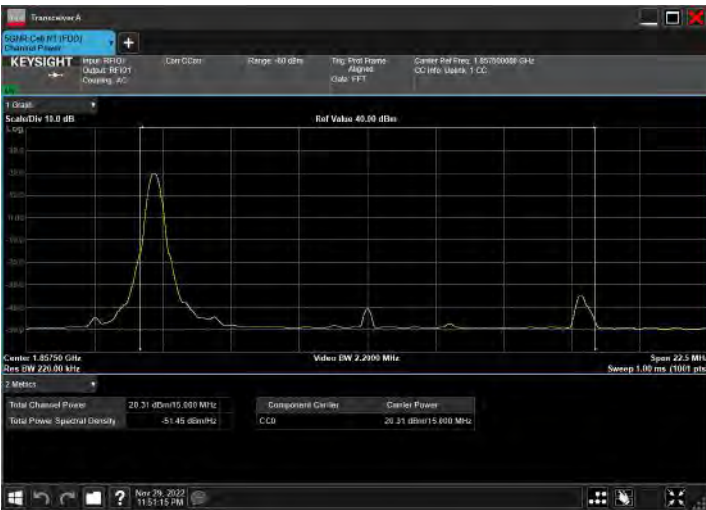 Transceiver A
5GNR Cell N1 (FDD)
Channel Power
KEYSIGHT
Input: RFIO1
Output: RFIO1
Coupling: AC
Corr CCorr
Range: -60 dBm
Trig: First Frame
Aligned
Gate: FFT
Carrier Ref Freq: 1.857500000 GHz
CC Info: Uplink, 1 CC
1 Graph
Scale/Div 10.0 dB
Ref Value 40.00 dBm
Log
Center 1.85750 GHz
Video BW 2.2000 MHz
Span 22.5 MHz
Res BW 220.00 kHz
Sweep 1.00 ms (1001 pts
2 Metrics
Total Channel Power
20.31 dBm/15.000 MHz
Total Power Spectral Density
-51.45 dBm/Hz
Component Carrier
Carrier Power
CC0
20.31 dBm/15.000 MHz
Nov 29, 2022
11:51:15 PM